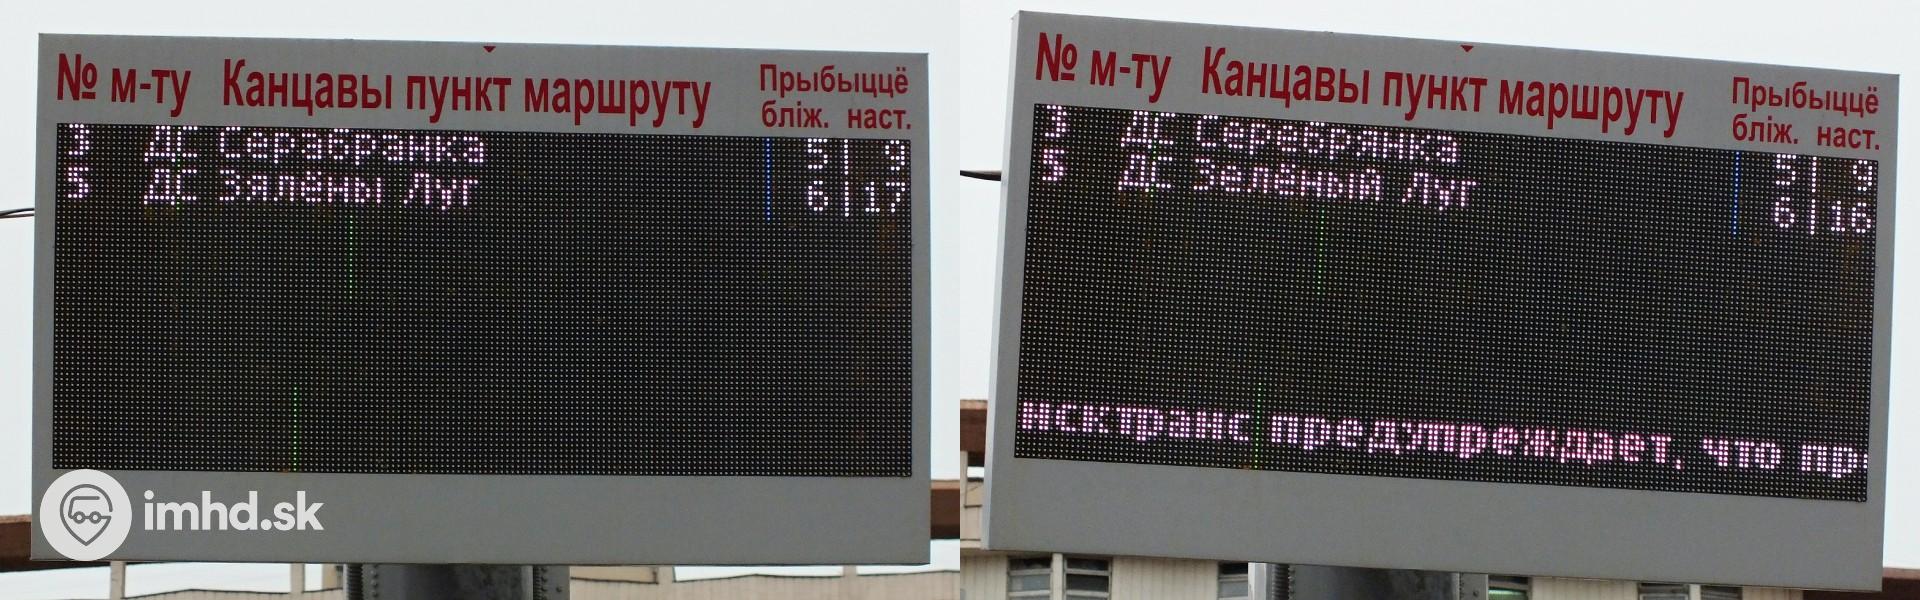 № м-ту Канцавы пункт маршруту Прыбыццё
бліж. наст.
3 ДС Серабранка 5| 9
5 ДС Зялёны Луг 6|17
imhd.sk
№ м-ту Канцавы пункт маршруту Прыбыццё
бліж. наст.
3 ДС Серебрянка 5| 9
5 ДС Зелёный Луг 6|16
нсктранс предупреждает, что пр